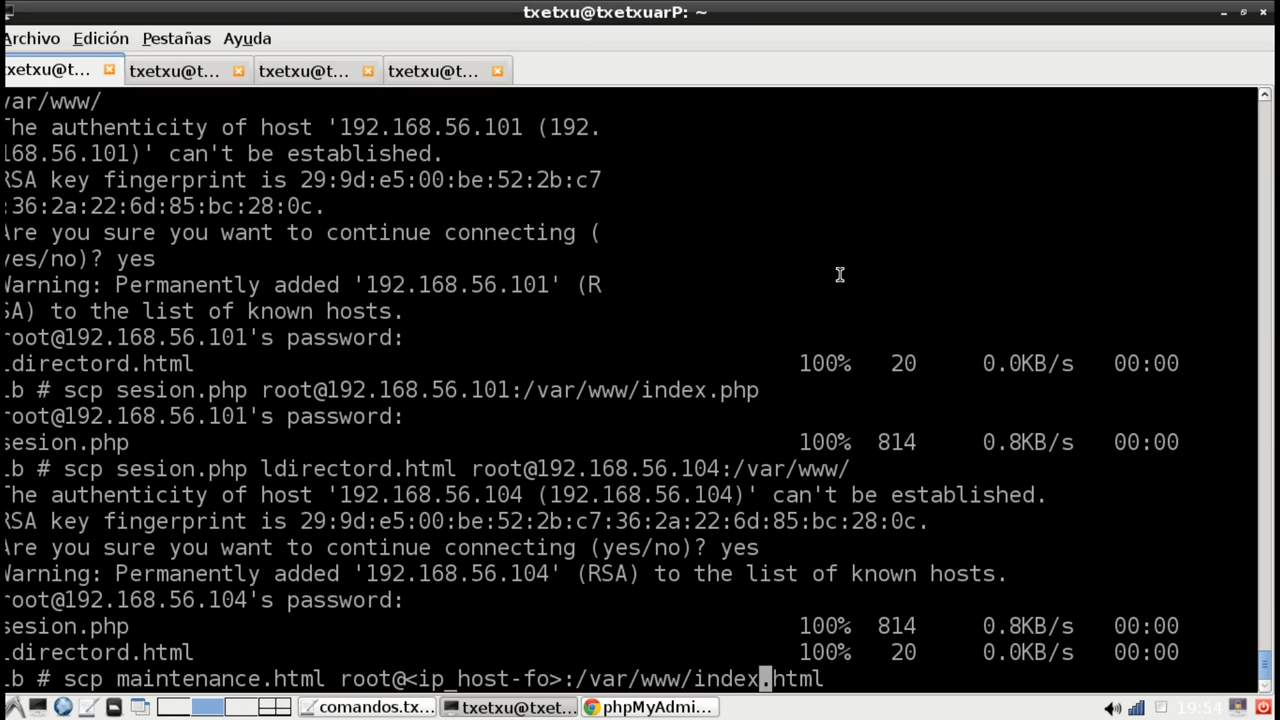 txetxu@txetxuarP: ~
Archivo Edición Pestañas Ayuda
txetxu@t... txetxu@t... txetxu@t... txetxu@t...
var/www/
The authenticity of host '192.168.56.101 (192.
168.56.101)' can't be established.
RSA key fingerprint is 29:9d:e5:00:be:52:2b:c7
:36:2a:22:6d:85:bc:28:0c.
Are you sure you want to continue connecting (
yes/no)? yes
Warning: Permanently added '192.168.56.101' (R
SA) to the list of known hosts.
root@192.168.56.101's password:
ldirectord.html 100% 20 0.0KB/s 00:00
lb # scp sesion.php root@192.168.56.101:/var/www/index.php
root@192.168.56.101's password:
sesion.php 100% 814 0.8KB/s 00:00
lb # scp sesion.php ldirectord.html root@192.168.56.104:/var/www/
The authenticity of host '192.168.56.104 (192.168.56.104)' can't be established.
RSA key fingerprint is 29:9d:e5:00:be:52:2b:c7:36:2a:22:6d:85:bc:28:0c.
Are you sure you want to continue connecting (yes/no)? yes
Warning: Permanently added '192.168.56.104' (RSA) to the list of known hosts.
root@192.168.56.104's password:
sesion.php 100% 814 0.8KB/s 00:00
ldirectord.html 100% 20 0.0KB/s 00:00
lb # scp maintenance.html root@<ip_host-fo>:/var/www/index.html
comandos.tx... txetxu@txet... phpMyAdmi... 19:54